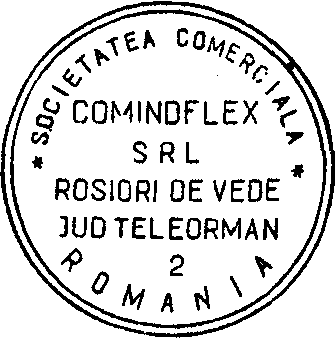 * SOCIETATEA COMERCIALA *
COMINDFLEX
SRL
ROSIORI DE VEDE
JUD TELEORMAN
2
ROMANIA